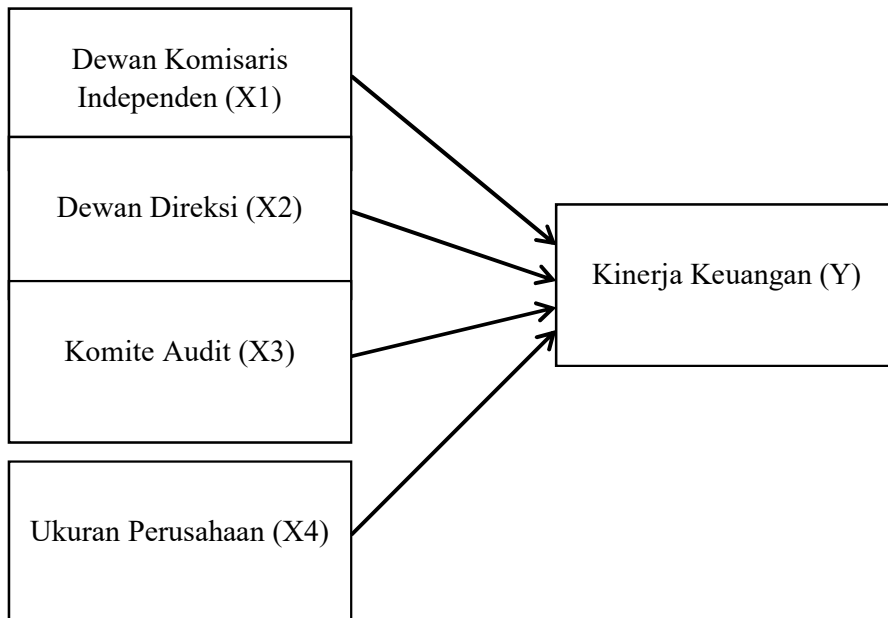 Dewan Komisaris
Independen (X1)
Dewan Direksi (X2)
Komite Audit (X3)
Ukuran Perusahaan (X4)
Kinerja Keuangan (Y)